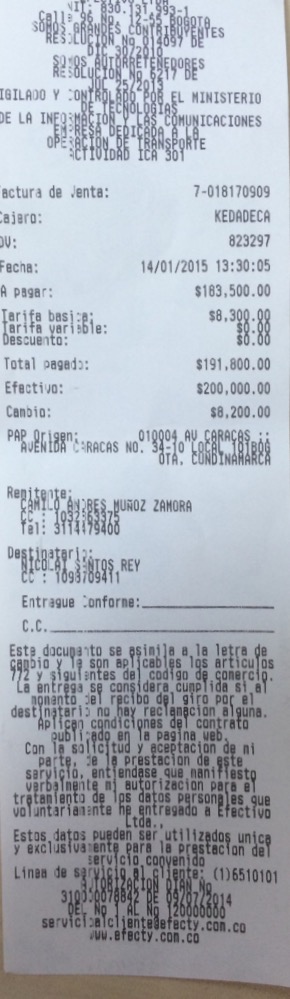 NIT. 830.131.993-1
Calle 96 No. 12-55 BOGOTA
SOMOS GRANDES CONTRIBUYENTES
RESOLUCION No 014097 DE
DIC 30/2010
SOMOS AUTORRETENEDORES
RESOLUCION No 6217 DE
25/2013
IGILADO Y CONTROLADO POR EL MINISTERIO
DE TECNOLOGIAS
DE LA INFORMACION Y LAS COMUNICACIONES
EMPRESA DEDICADA A LA
OPERACION DE TRANSPORTE
ACTIVIDAD ICA 301
actura de Venta: 7-018170909
Cajero: KEDADECA
OV: 823297
Fecha: 14/01/2015 13:30:05
A pagar: $183,500.00
Tarifa basica: $8,300.00
Tarifa variable: $0.00
Descuento: $0.00
Total pagado: $191,800.00
Efectivo: $200,000.00
Cambio: $8,200.00
PAP Origen: 010004 AV CARACAS ::
AVENIDA CARACAS NO. 34-10 LOCAL 101BOG
OTA. CUNDINAMARCA
Remitente:
CAMILO ANDRES MUÑOZ ZAMORA
CC : 1032363375
Tel: 3114179400
Destinatario:
NICOLAI SANTOS REY
CC : 1098709411
Entregue Conforme:
C.C.
Este documento se asimila a la letra de
cambio y le son aplicables los articulos
772 y siguientes del codigo de comercio.
La entrega se considera cumplida si al
momento del recibo del giro por el
destinatario no hay reclamacion alguna.
Aplican condiciones del contrato
publicado en la pagina web.
Con la solicitud y aceptacion de mi
parte, de la prestacion de este
servicio, entiendase que manifiesto
verbalmente mi autorizacion para el
tratamiento de los datos personales que
voluntariamente he entregado a Efectivo
Ltda.,
Estos datos pueden ser utilizados unica
y exclusivamente para la prestacion del
servicio convenido
Linea de servicio al cliente: (1)6510101
AUTORIZACION DIAN No
310000078842 DE 09/07/2014
DEL No 1 AL No 120000000
servicioalcliente@efecty.com.co
www.efecty.com.co